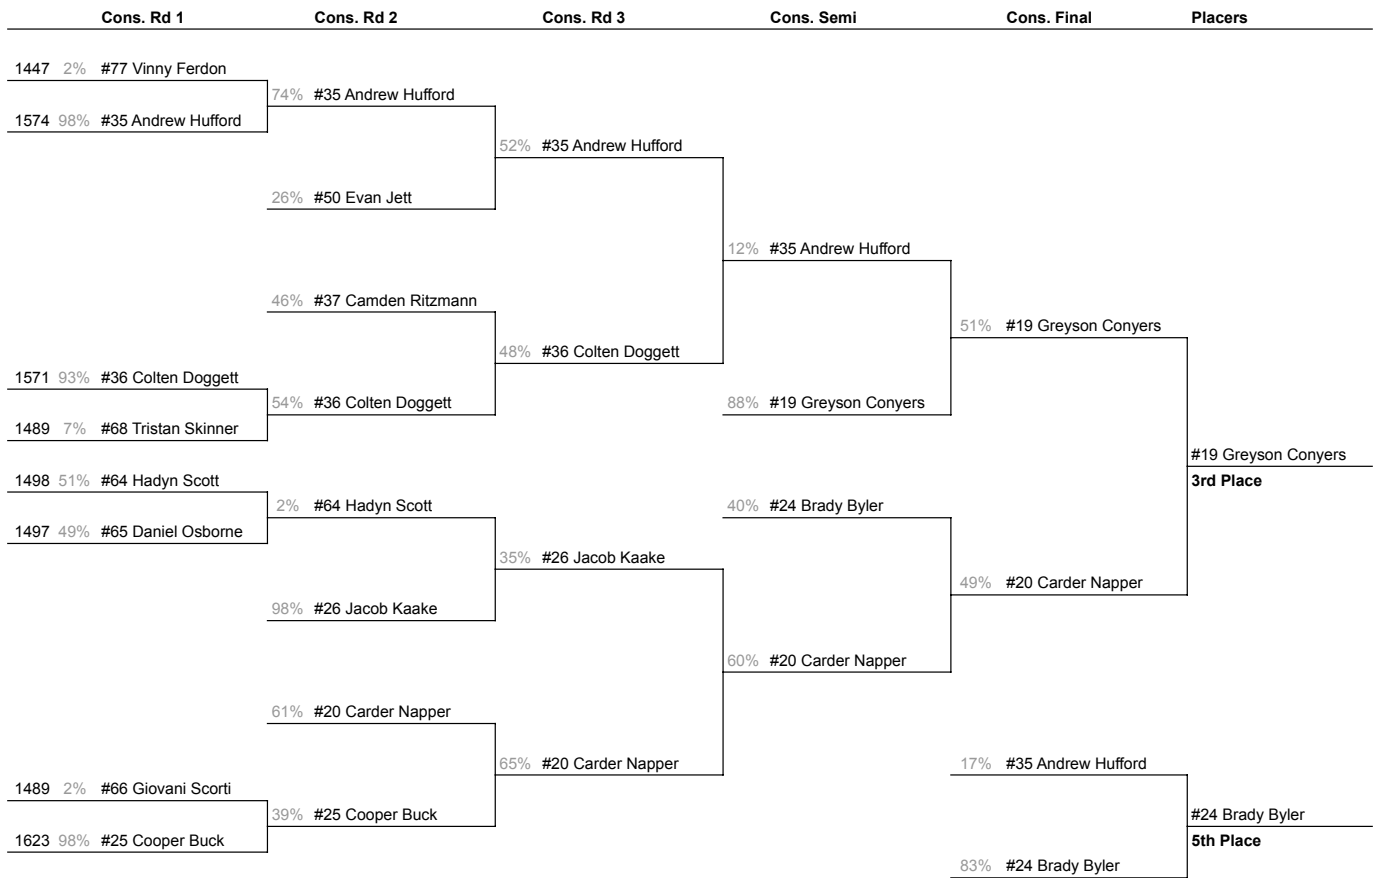 Cons. Rd 1 Cons. Rd 2 Cons. Rd 3 Cons. Semi Cons. Final Placers
1447 2% #77 Vinny Ferdon
74% #35 Andrew Hufford
1574 98% #35 Andrew Hufford
52% #35 Andrew Hufford
26% #50 Evan Jett
12% #35 Andrew Hufford
46% #37 Camden Ritzmann
51% #19 Greyson Conyers
48% #36 Colten Doggett
1571 93% #36 Colten Doggett
54% #36 Colten Doggett
88% #19 Greyson Conyers
1489 7% #68 Tristan Skinner
#19 Greyson Conyers
1498 51% #64 Hadyn Scott
3rd Place
2% #64 Hadyn Scott
40% #24 Brady Byler
1497 49% #65 Daniel Osborne
35% #26 Jacob Kaake
49% #20 Carder Napper
98% #26 Jacob Kaake
60% #20 Carder Napper
61% #20 Carder Napper
65% #20 Carder Napper
17% #35 Andrew Hufford
1489 2% #66 Giovani Scorti
39% #25 Cooper Buck
#24 Brady Byler
1623 98% #25 Cooper Buck
5th Place
83% #24 Brady Byler